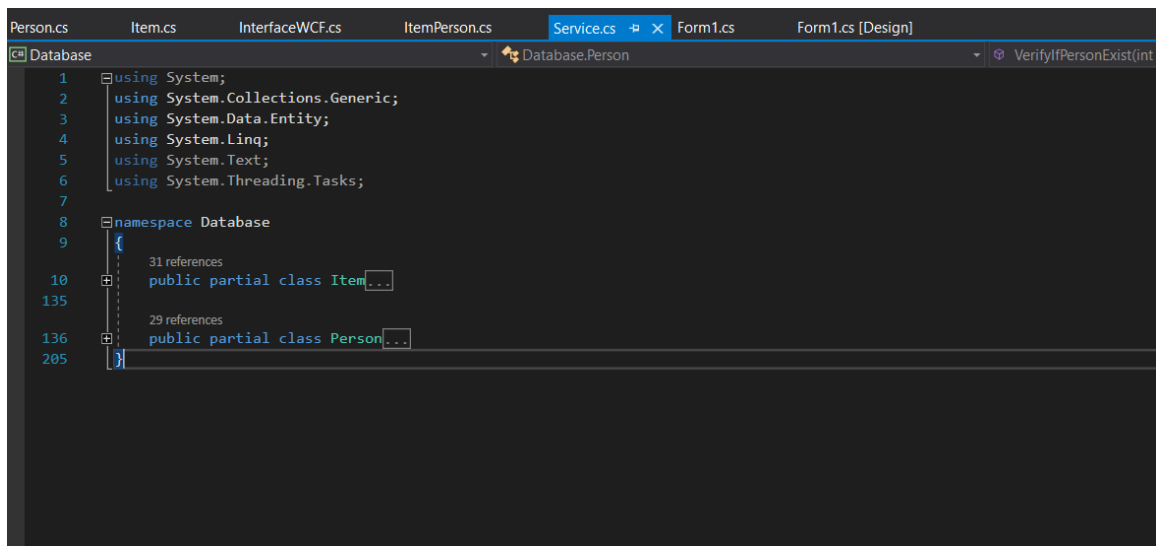 Person.cs Item.cs InterfaceWCF.cs ItemPerson.cs Service.cs Form1.cs Form1.cs [Design]
C# Database Database.Person VerifyIfPersonExist(int
1 using System;
2 using System.Collections.Generic;
3 using System.Data.Entity;
4 using System.Linq;
5 using System.Text;
6 using System.Threading.Tasks;
7
8 namespace Database
9 {
31 references
10 public partial class Item...
135
29 references
136 public partial class Person...
205 }